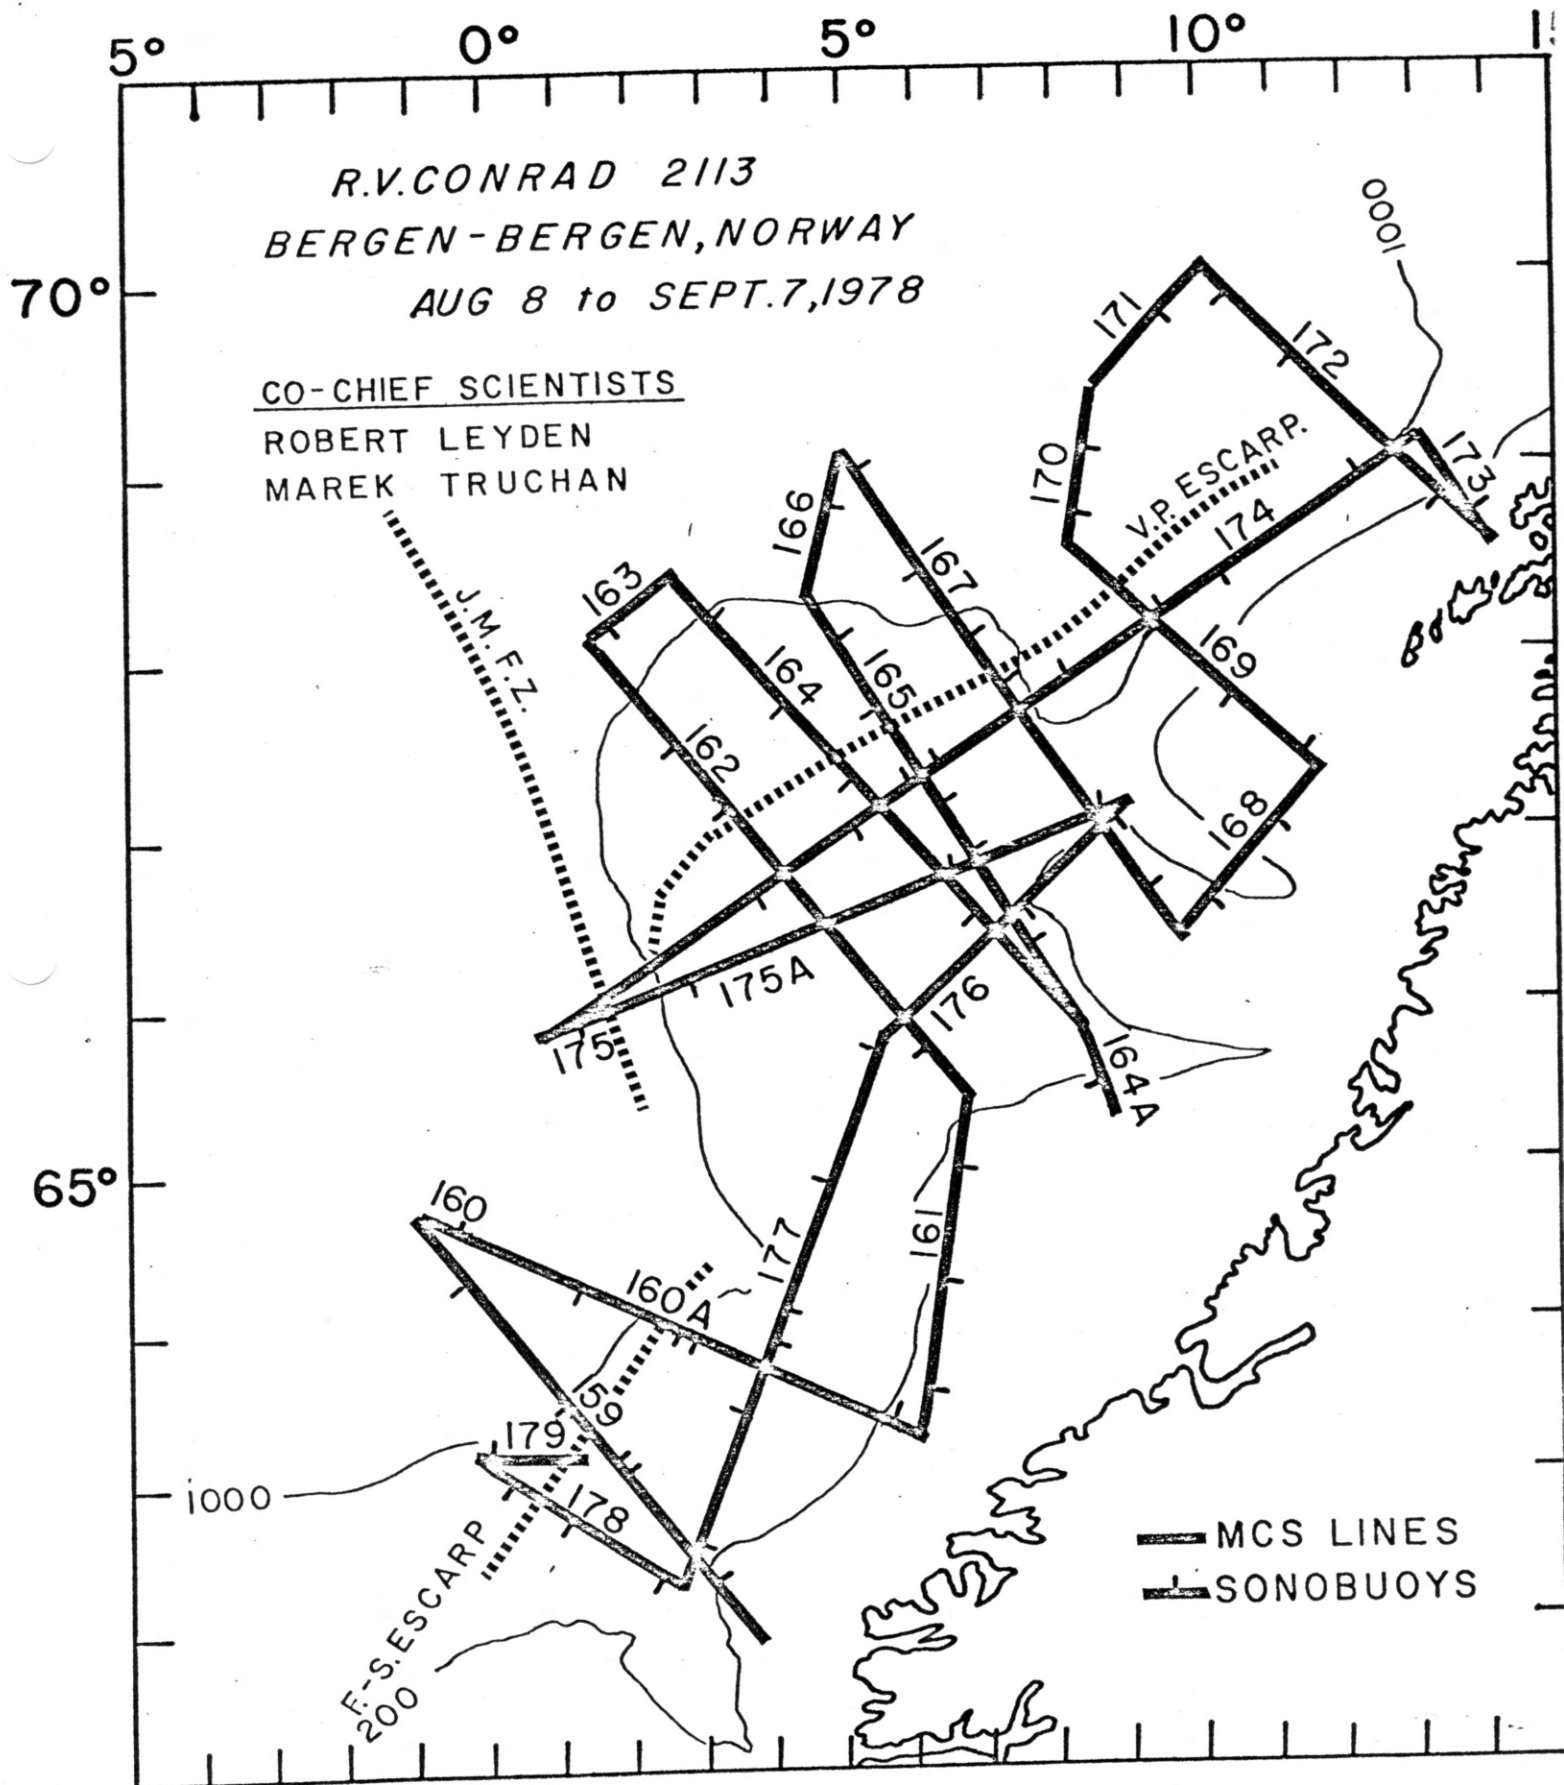 5° 0° 5° 10° 1
R.V. CONRAD 2113
BERGEN-BERGEN, NORWAY
AUG 8 to SEPT. 7, 1978
70°
CO-CHIEF SCIENTISTS
ROBERT LEYDEN
MAREK TRUCHAN
1000
171
172
173
170
V.P. ESCARP.
174
166
167
163
J.M.F.Z.
164
165
169
162
168
175A
176
175
164A
65°
160
161
177
160A
159
179
1000
178
MCS LINES
SONOBUOYS
F.-S. ESCARP
200